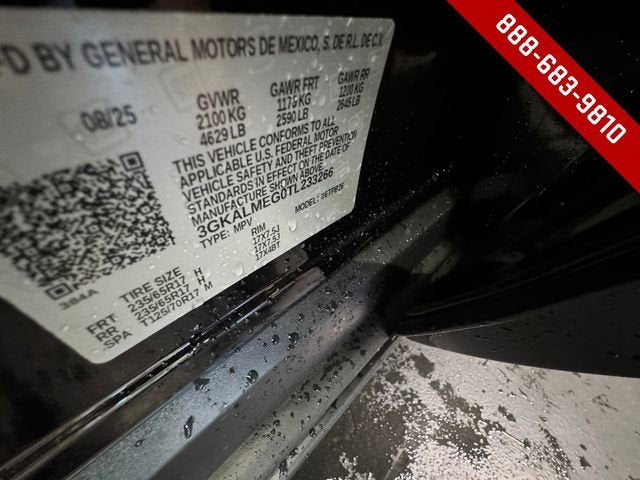 MFD BY GENERAL MOTORS DE MEXICO, S. DE R.L. DE C.V.
08/25
GVWR GAWR FRT GAWR RR
2100 KG 1175 KG 1200 KG
4629 LB 2590 LB 2645 LB
THIS VEHICLE CONFORMS TO ALL
APPLICABLE U.S. FEDERAL MOTOR
VEHICLE SAFETY AND THEFT PREVENTION
STANDARDS IN EFFECT ON THE DATE OF
MANUFACTURE SHOWN ABOVE.
3GKALMEG0TL233266
TYPE: MPV MODEL:
384A
TIRE SIZE RIM
FRT 235/65R17 H 17X7.5J
RR 235/65R17 H 17X7.5J
SPA T125/70R17 M 17X4BT
888-683-9810